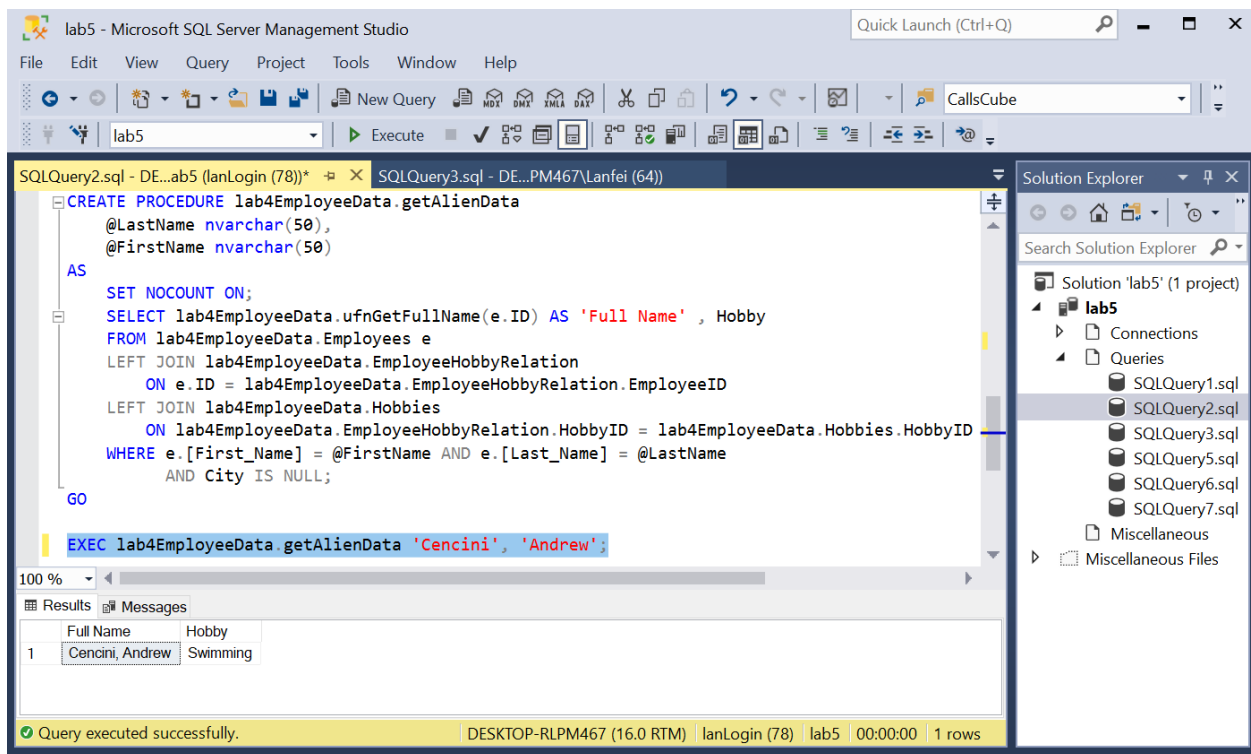 lab5 - Microsoft SQL Server Management Studio
Quick Launch (Ctrl+Q)
File Edit View Query Project Tools Window Help
New Query MDX DMX XMLA DAX CallsCube
lab5 Execute
SQLQuery2.sql - DE...ab5 (lanLogin (78))* SQLQuery3.sql - DE...PM467\Lanfei (64))
CREATE PROCEDURE lab4EmployeeData.getAlienData
@LastName nvarchar(50),
@FirstName nvarchar(50)
AS
SET NOCOUNT ON;
SELECT lab4EmployeeData.ufnGetFullName(e.ID) AS 'Full Name' , Hobby
FROM lab4EmployeeData.Employees e
LEFT JOIN lab4EmployeeData.EmployeeHobbyRelation
ON e.ID = lab4EmployeeData.EmployeeHobbyRelation.EmployeeID
LEFT JOIN lab4EmployeeData.Hobbies
ON lab4EmployeeData.EmployeeHobbyRelation.HobbyID = lab4EmployeeData.Hobbies.HobbyID
WHERE e.[First_Name] = @FirstName AND e.[Last_Name] = @LastName
AND City IS NULL;
GO
EXEC lab4EmployeeData.getAlienData 'Cencini', 'Andrew';
100 %
Results Messages
Full Name Hobby
1 Cencini, Andrew Swimming
Query executed successfully. DESKTOP-RLPM467 (16.0 RTM) lanLogin (78) lab5 00:00:00 1 rows
Solution Explorer
Search Solution Explorer
Solution 'lab5' (1 project)
lab5
Connections
Queries
SQLQuery1.sql
SQLQuery2.sql
SQLQuery3.sql
SQLQuery5.sql
SQLQuery6.sql
SQLQuery7.sql
Miscellaneous
Miscellaneous Files